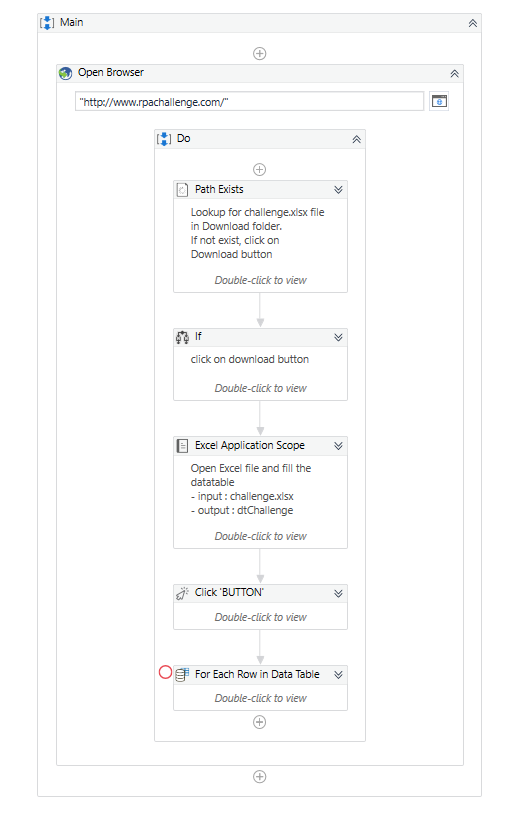 Main
Open Browser
"http://www.rpachallenge.com/"
Do
Path Exists
Lookup for challenge.xlsx file
in Download folder.
If not exist, click on
Download button
Double-click to view
If
click on download button
Double-click to view
Excel Application Scope
Open Excel file and fill the
datatable
- input : challenge.xlsx
- output : dtChallenge
Double-click to view
Click 'BUTTON'
Double-click to view
For Each Row in Data Table
Double-click to view